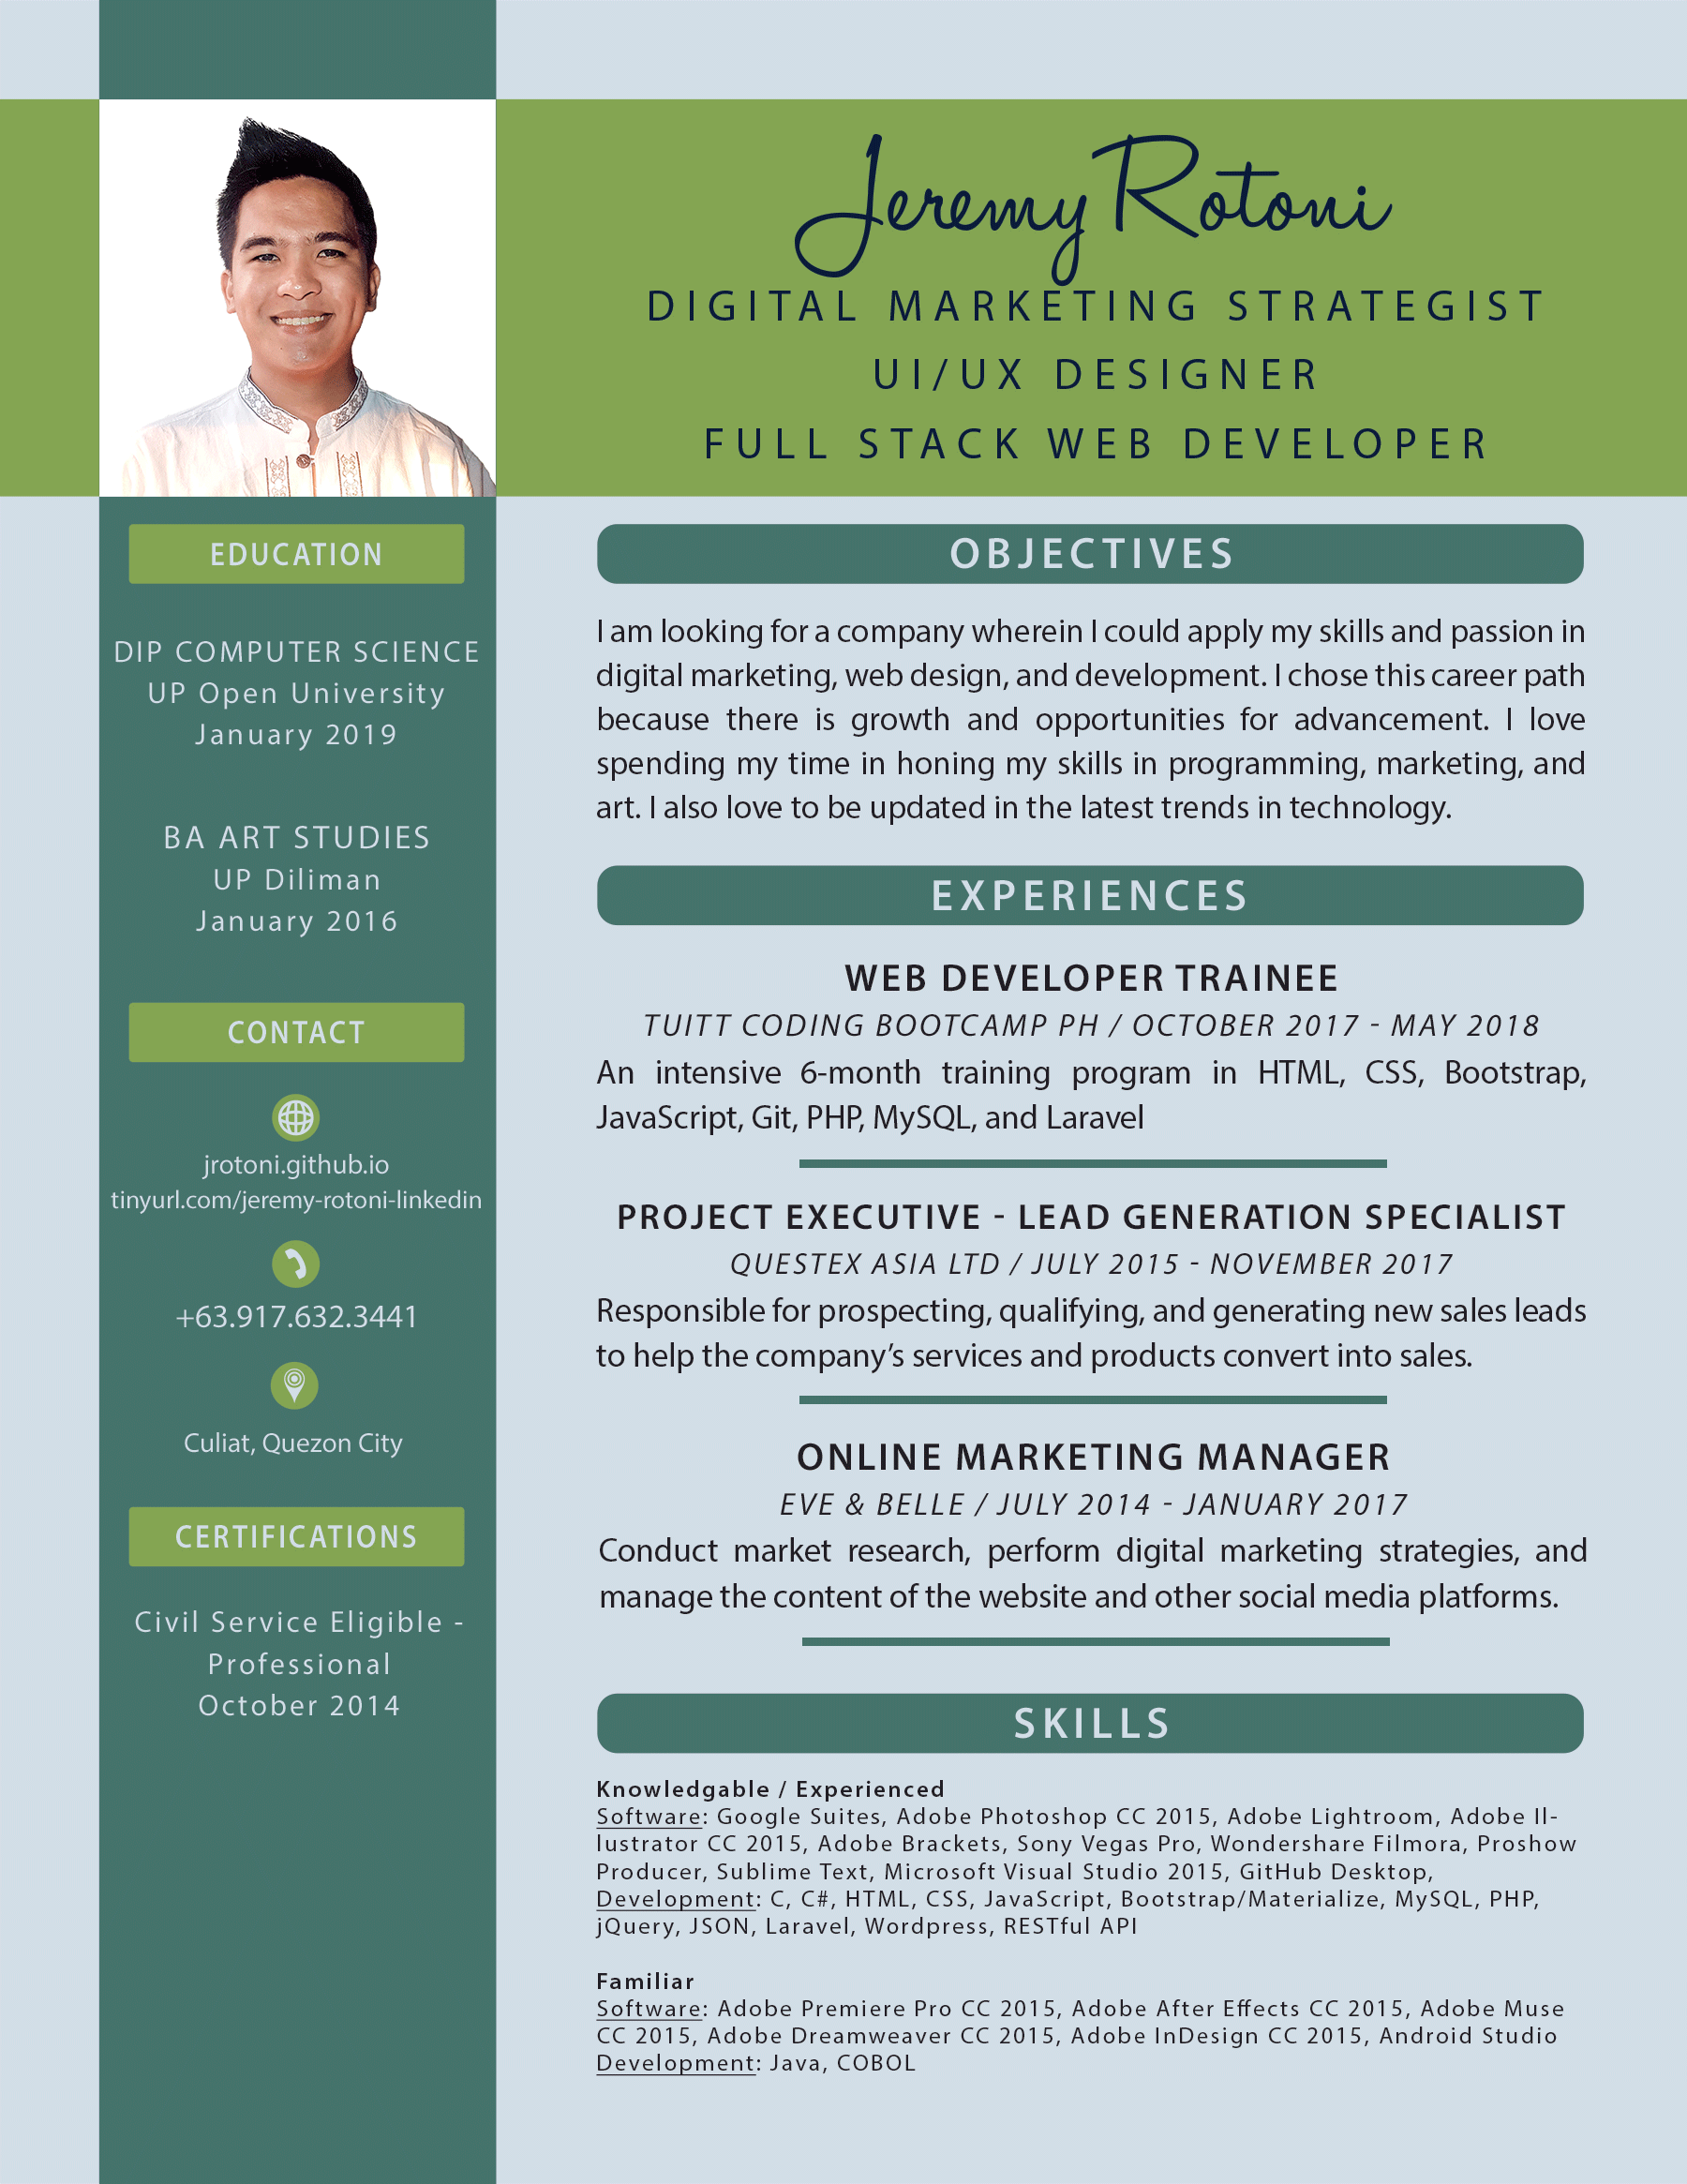 Jeremy Rotoni
DIGITAL MARKETING STRATEGIST
UI/UX DESIGNER
FULL STACK WEB DEVELOPER
EDUCATION
DIP COMPUTER SCIENCE
UP Open University
January 2019
BA ART STUDIES
UP Diliman
January 2016
CONTACT
jrotoni.github.io
tinyurl.com/jeremy-rotoni-linkedin
+63.917.632.3441
Culiat, Quezon City
CERTIFICATIONS
Civil Service Eligible -
Professional
October 2014
OBJECTIVES
I am looking for a company wherein I could apply my skills and passion in
digital marketing, web design, and development. I chose this career path
because there is growth and opportunities for advancement. I love
spending my time in honing my skills in programming, marketing, and
art. I also love to be updated in the latest trends in technology.
EXPERIENCES
WEB DEVELOPER TRAINEE
TUITT CODING BOOTCAMP PH / OCTOBER 2017 - MAY 2018
An intensive 6-month training program in HTML, CSS, Bootstrap,
JavaScript, Git, PHP, MySQL, and Laravel
PROJECT EXECUTIVE - LEAD GENERATION SPECIALIST
QUESTEX ASIA LTD / JULY 2015 - NOVEMBER 2017
Responsible for prospecting, qualifying, and generating new sales leads
to help the company’s services and products convert into sales.
ONLINE MARKETING MANAGER
EVE & BELLE / JULY 2014 - JANUARY 2017
Conduct market research, perform digital marketing strategies, and
manage the content of the website and other social media platforms.
SKILLS
Knowledgable / Experienced
Software: Google Suites, Adobe Photoshop CC 2015, Adobe Lightroom, Adobe Il-
lustrator CC 2015, Adobe Brackets, Sony Vegas Pro, Wondershare Filmora, Proshow
Producer, Sublime Text, Microsoft Visual Studio 2015, GitHub Desktop,
Development: C, C#, HTML, CSS, JavaScript, Bootstrap/Materialize, MySQL, PHP,
jQuery, JSON, Laravel, Wordpress, RESTful API
Familiar
Software: Adobe Premiere Pro CC 2015, Adobe After Effects CC 2015, Adobe Muse
CC 2015, Adobe Dreamweaver CC 2015, Adobe InDesign CC 2015, Android Studio
Development: Java, COBOL